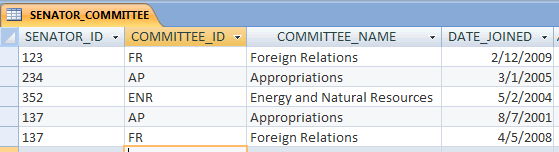 SENATOR_COMMITTEE
SENATOR_ID COMMITTEE_ID COMMITTEE_NAME DATE_JOINED
123 FR Foreign Relations 2/12/2009
234 AP Appropriations 3/1/2005
352 ENR Energy and Natural Resources 5/2/2004
137 AP Appropriations 8/7/2001
137 FR Foreign Relations 4/5/2008